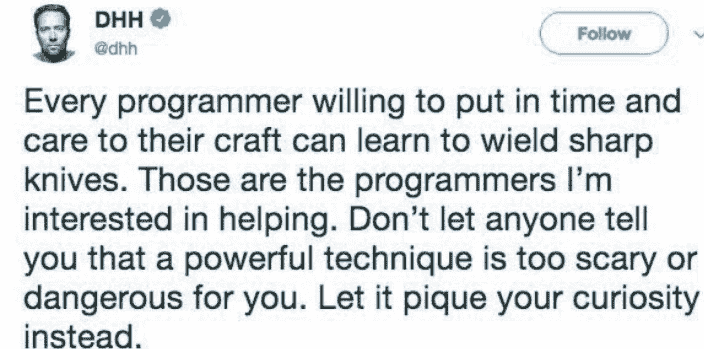 DHH
@dhh
Follow
Every programmer willing to put in time and
care to their craft can learn to wield sharp
knives. Those are the programmers I'm
interested in helping. Don't let anyone tell
you that a powerful technique is too scary or
dangerous for you. Let it pique your curiosity
instead.